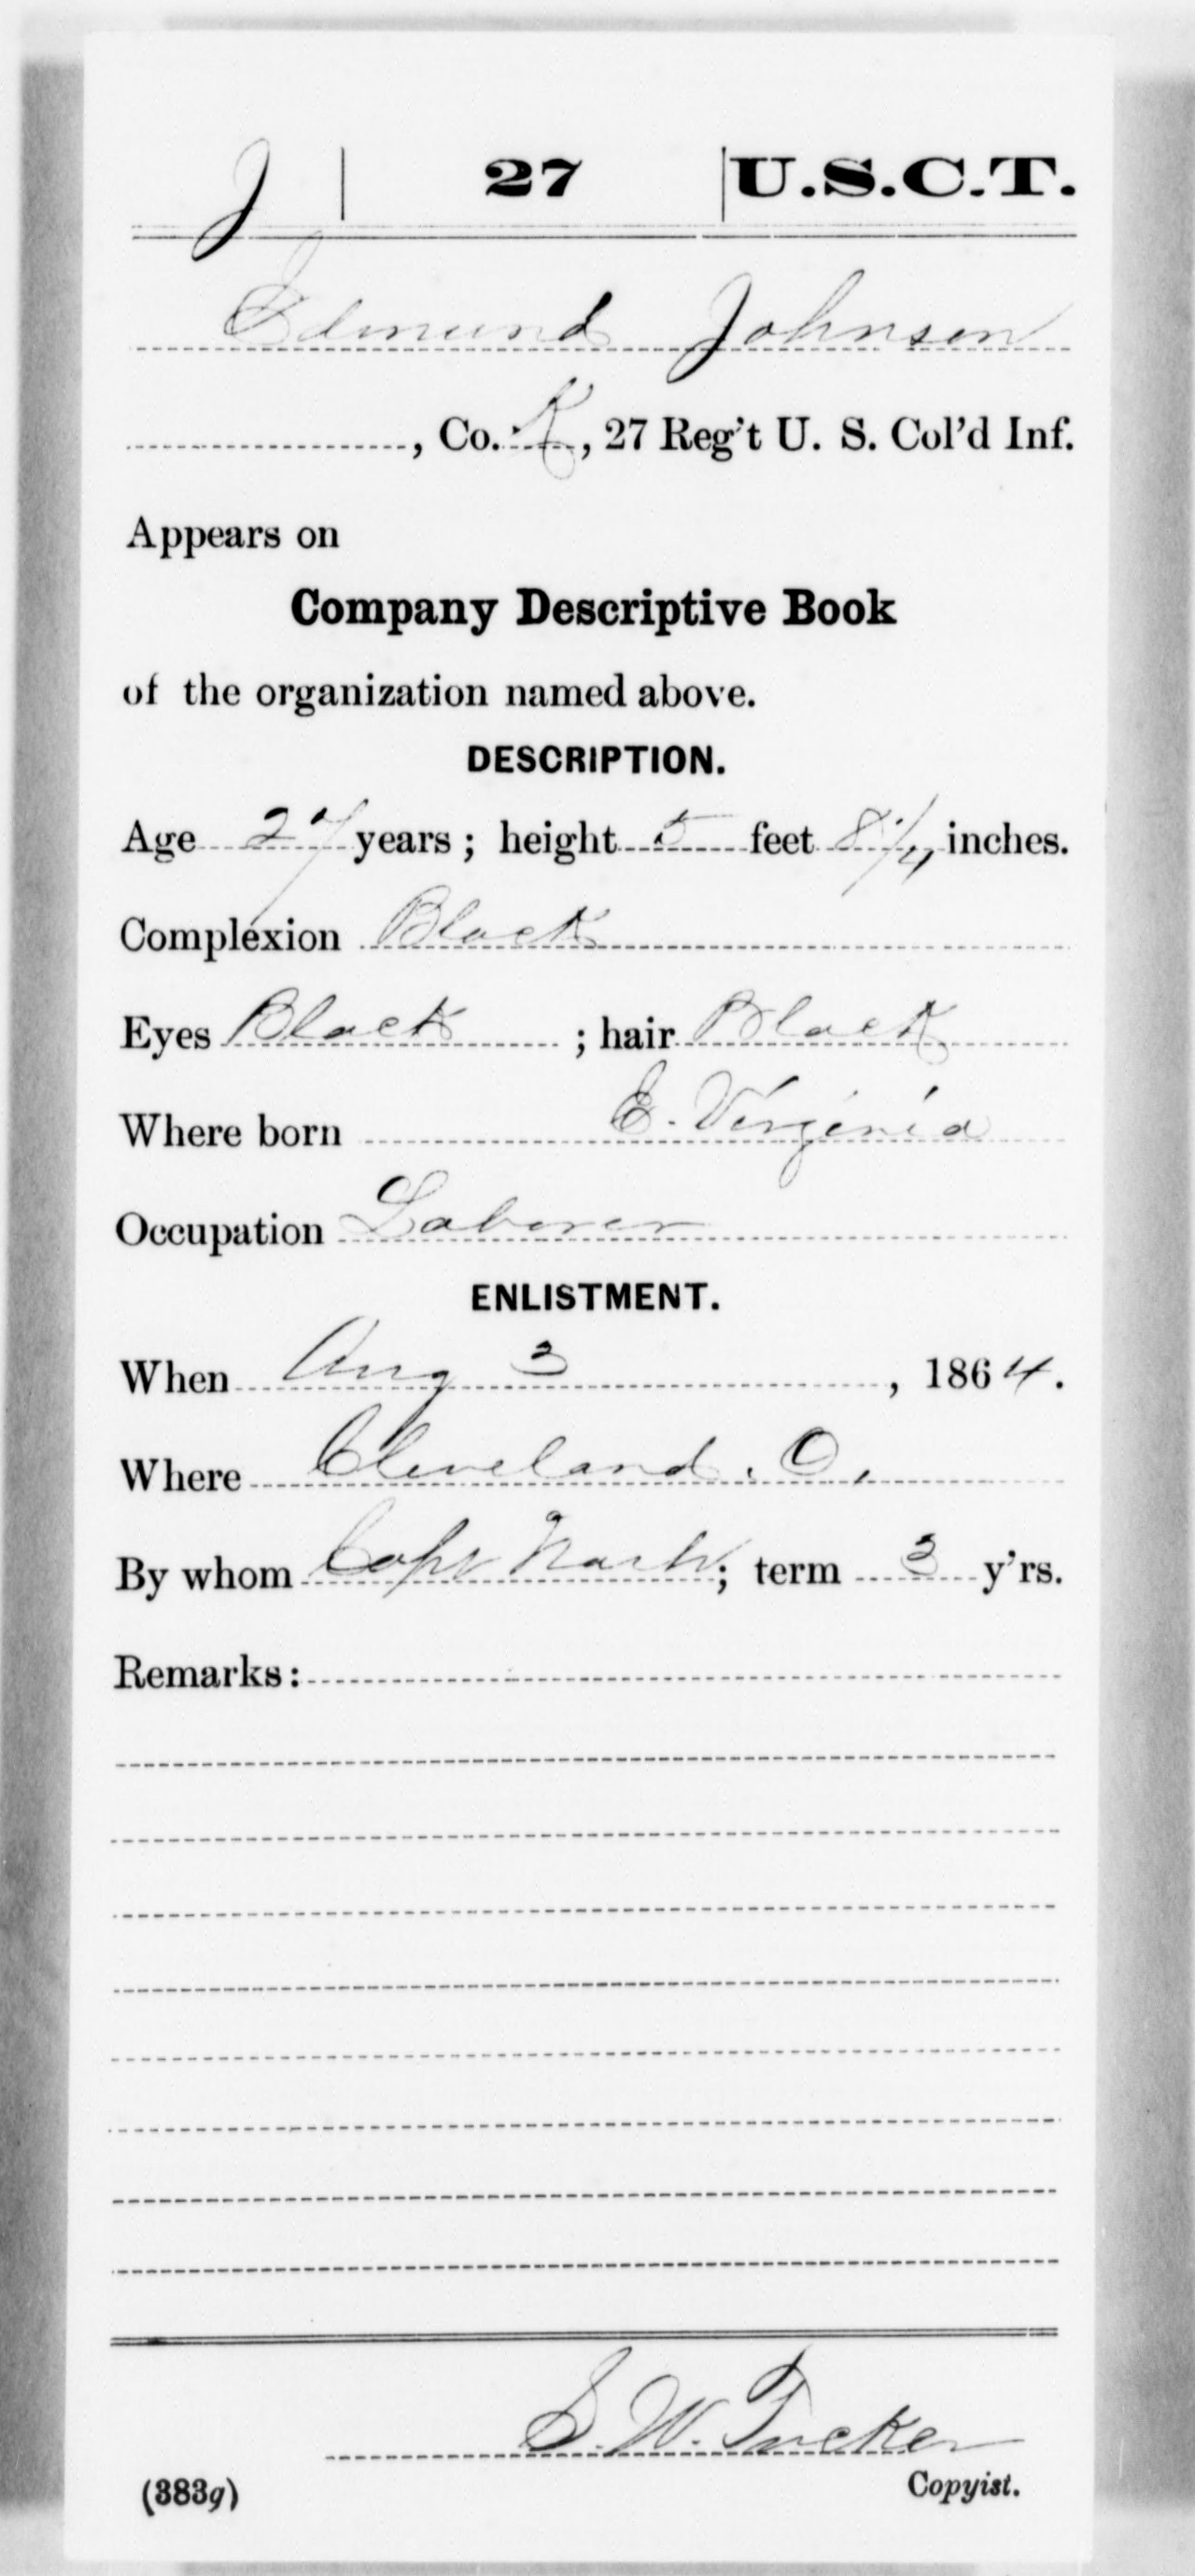 J | 27 | U.S.C.T.
Edmund Johnson
, Co. K, 27 Reg't U. S. Col'd Inf.
Appears on
Company Descriptive Book
of the organization named above.
DESCRIPTION.
Age 27 years; height 5 feet 8 1/4 inches.
Complexion Black
Eyes Black ; hair Black
Where born E. Virginia
Occupation Laborer
ENLISTMENT.
When Aug 3, 1864.
Where Cleveland. O.
By whom Capt ; term 3 y'rs.
Remarks:
S. W. Tucker
Copyist.
(383g)